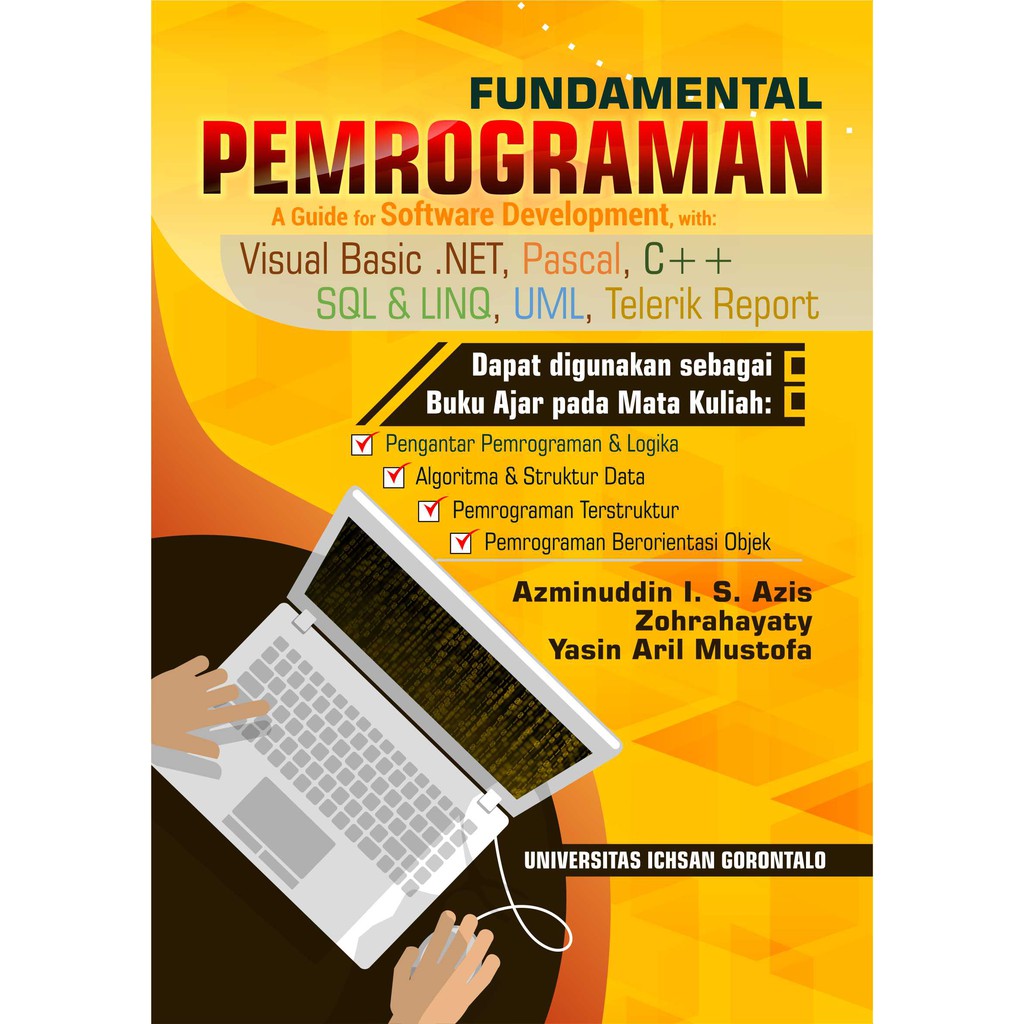 FUNDAMENTAL
PEMROGRAMAN
A Guide for Software Development, with:
Visual Basic .NET, Pascal, C++
SQL & LINQ, UML, Telerik Report
Dapat digunakan sebagai
Buku Ajar pada Mata Kuliah:
Pengantar Pemrograman & Logika
Algoritma & Struktur Data
Pemrograman Terstruktur
Pemrograman Berorientasi Objek
Azminuddin I. S. Azis
Zohrahayaty
Yasin Aril Mustofa
UNIVERSITAS ICHSAN GORONTALO